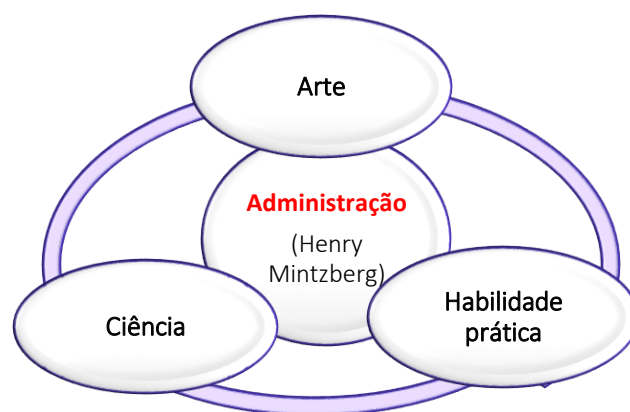 Arte
Administração
(Henry
Mintzberg)
Ciência
Habilidade
prática